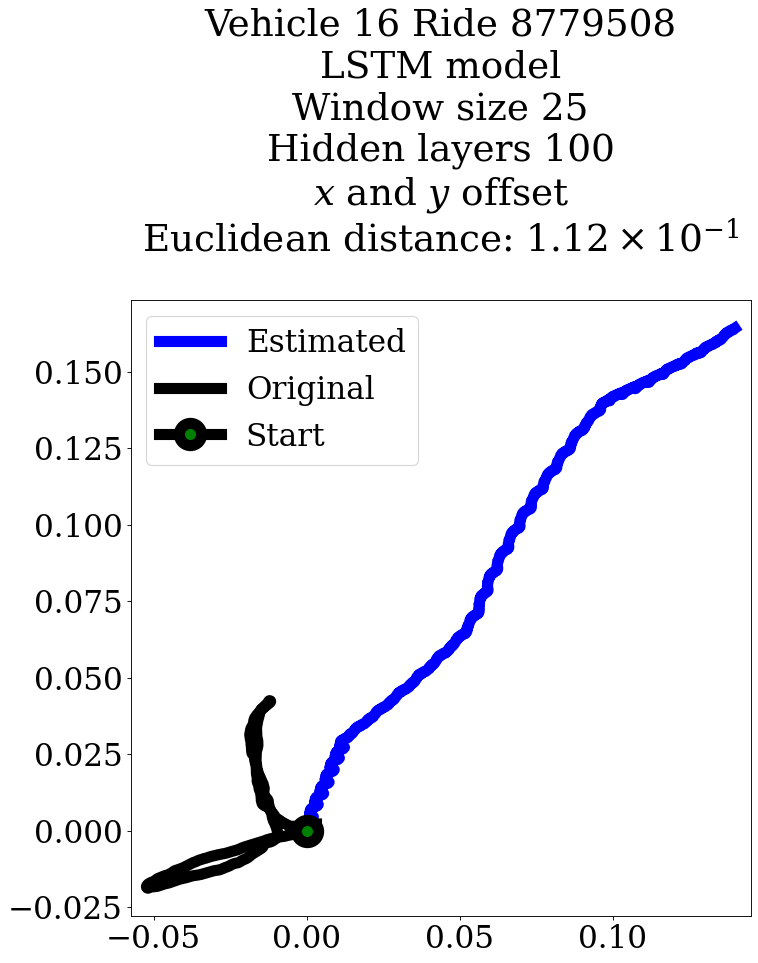 Vehicle 16 Ride 8779508
LSTM model
Window size 25
Hidden layers 100
x and y offset
Euclidean distance: 1.12 × 10⁻¹
Estimated
Original
Start
0.150
0.125
0.100
0.075
0.050
0.025
0.000
−0.025
−0.05 0.00 0.05 0.10